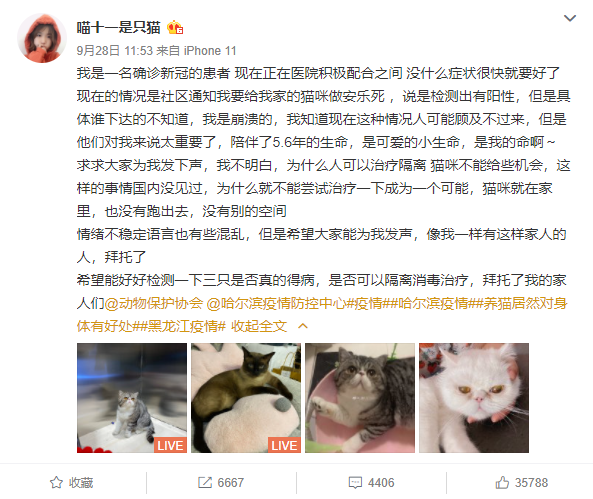 喵十一是只猫
9月28日 11:53 来自 iPhone 11
我是一名确诊新冠的患者 现在正在医院积极配合之间 没什么症状很快就要好了
现在的情况是社区通知我要给我家的猫咪做安乐死 ，说是检测出有阳性，但是具
体谁下达的不知道，我是崩溃的，我知道现在这种情况人可能顾及不过来，但是
他们对我来说太重要了，陪伴了5.6年的生命，是可爱的小生命，是我的命啊～
求求大家为我发下声，我不明白，为什么人可以治疗隔离 猫咪不能给些机会，这
样的事情国内没见过，为什么就不能尝试治疗一下成为一个可能，猫咪就在家
里，也没有跑出去，没有别的空间
情绪不稳定语言也有些混乱，但是希望大家能为我发声，像我一样有这样家人的
人，拜托了
希望能好好检测一下三只是否真的得病，是否可以隔离消毒治疗，拜托了我的家
人们@动物保护协会 @哈尔滨疫情防控中心#疫情##哈尔滨疫情##养猫居然对身
体有好处##黑龙江疫情# 收起全文
LIVE
LIVE
收藏
6667
4406
35788